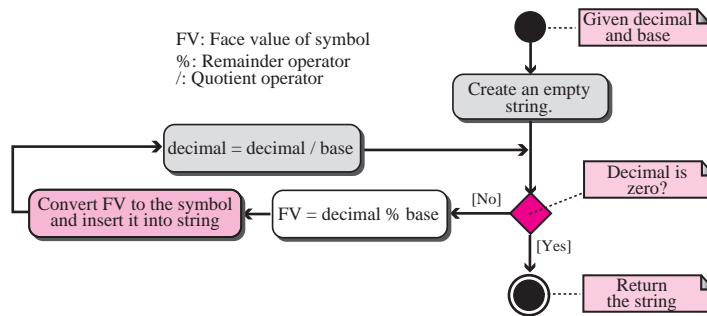 FV: Face value of symbol
%: Remainder operator
/: Quotient operator
Given decimal
and base
Create an empty
string.
decimal = decimal / base
Decimal is
zero?
Convert FV to the symbol
and insert it into string
FV = decimal % base
[No]
[Yes]
Return
the string